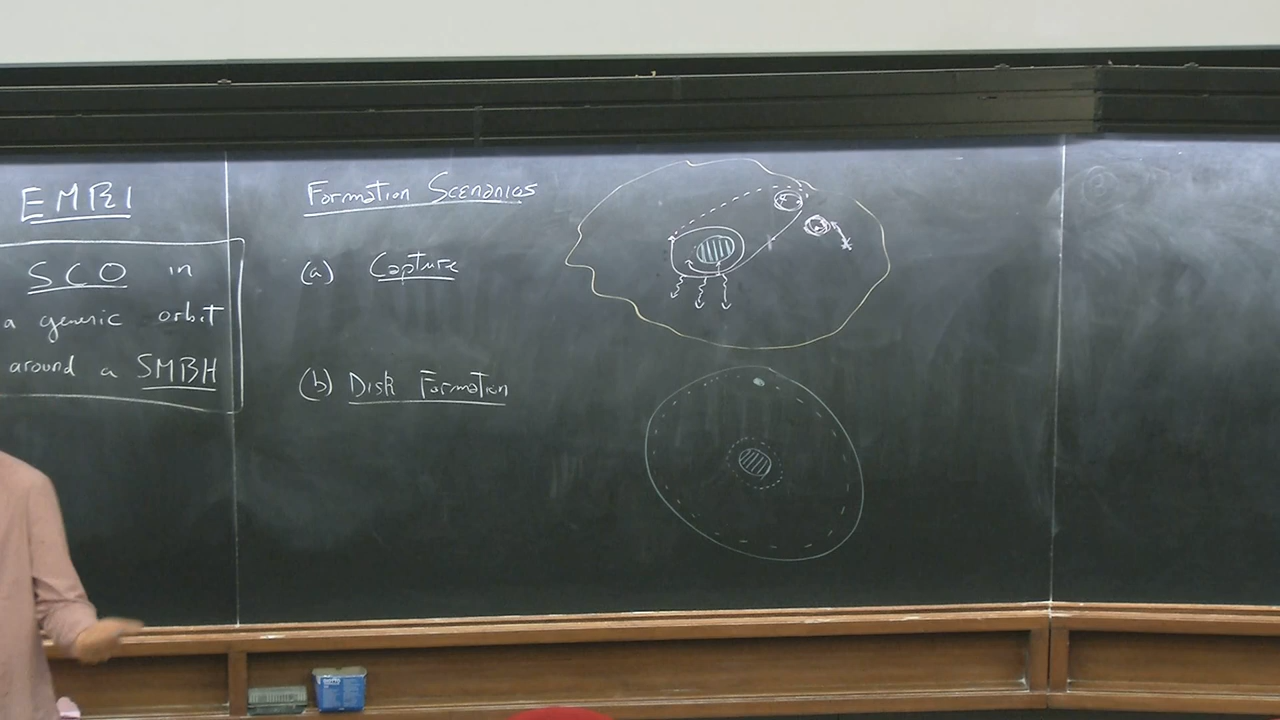 EMRI
SCO in
a generic orbit
around a SMBH
Formation Scenarios
(a) Capture
(b) Disk Formation